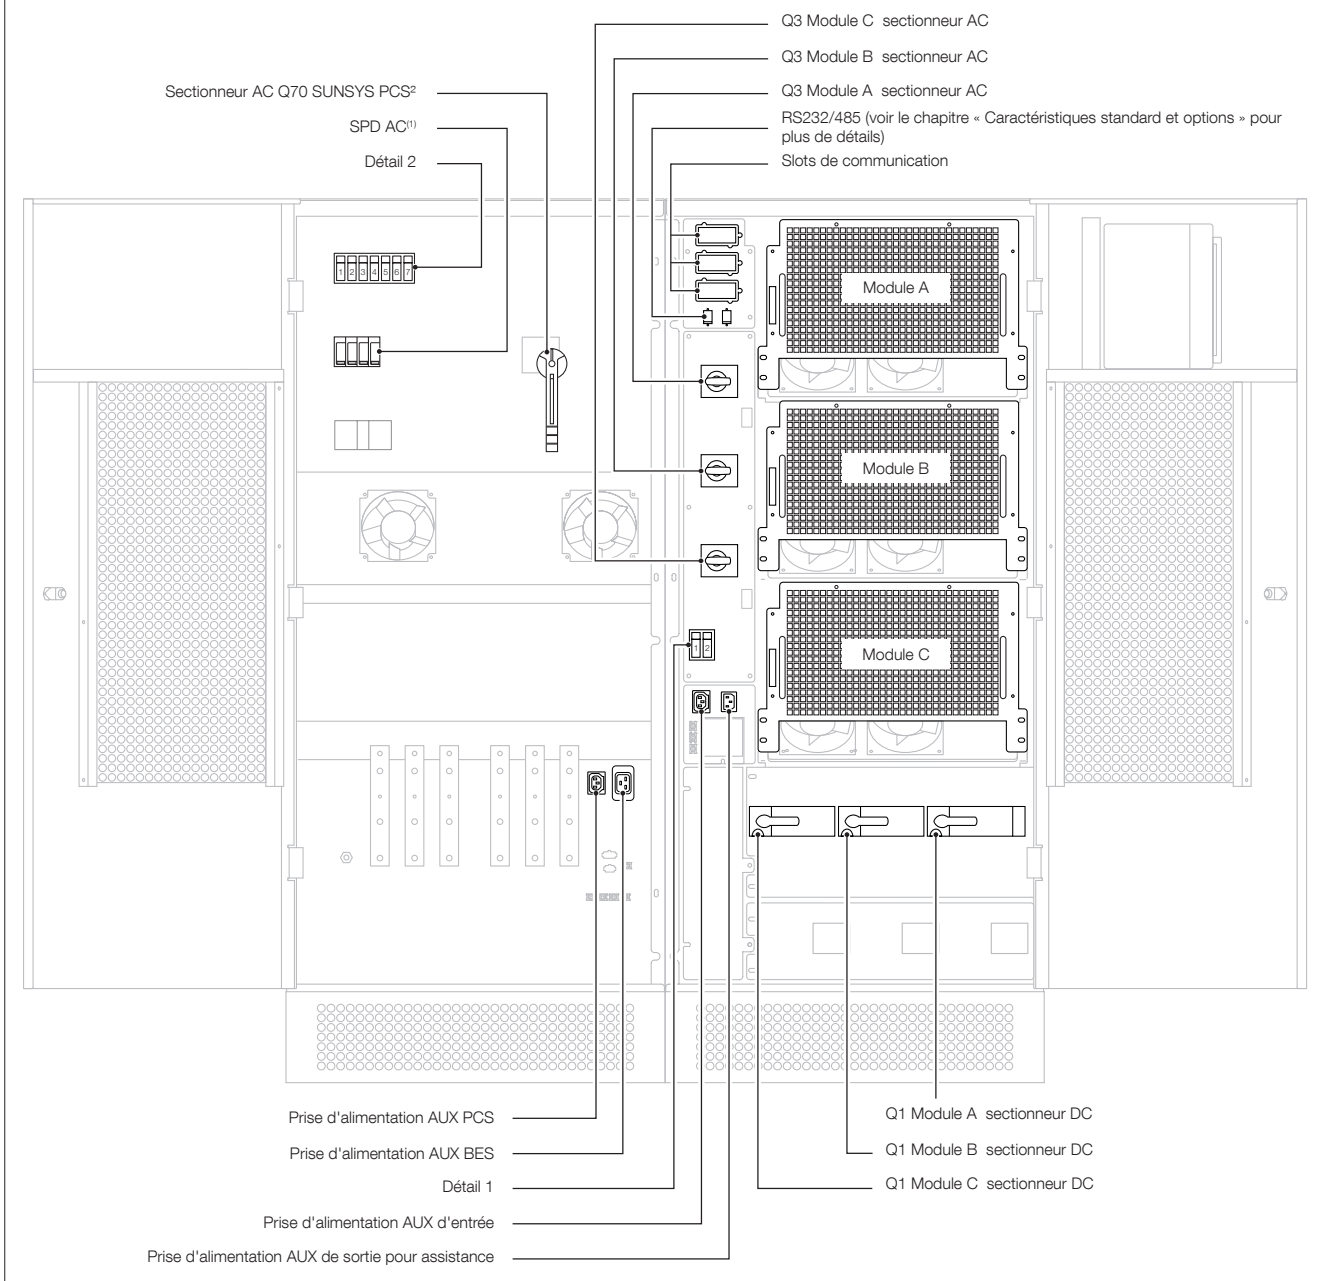 Q3 Module C  sectionneur AC
Q3 Module B  sectionneur AC
Q3 Module A  sectionneur AC
Sectionneur AC Q70 SUNSYS PCS²
RS232/485 (voir le chapitre « Caractéristiques standard et options » pour
plus de détails)
SPD AC⁽¹⁾
Détail 2
Slots de communication
1 2 3 4 5 6 7
Module A
Module B
Module C
1 2
Prise d'alimentation AUX PCS
Prise d'alimentation AUX BES
Détail 1
Prise d'alimentation AUX d'entrée
Prise d'alimentation AUX de sortie pour assistance
Q1 Module A  sectionneur DC
Q1 Module B  sectionneur DC
Q1 Module C  sectionneur DC